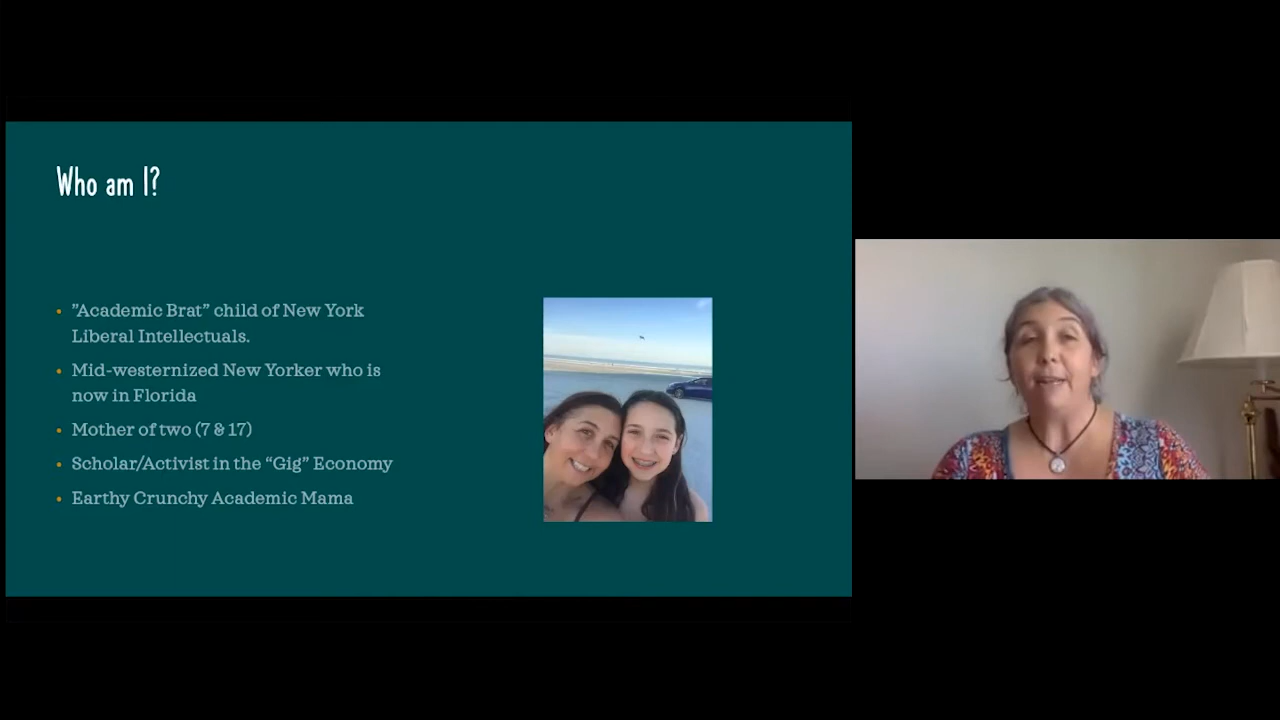 Who am I?
”Academic Brat” child of New York
Liberal Intellectuals.
Mid-westernized New Yorker who is
now in Florida
Mother of two (7 & 17)
Scholar/Activist in the “Gig” Economy
Earthy Crunchy Academic Mama